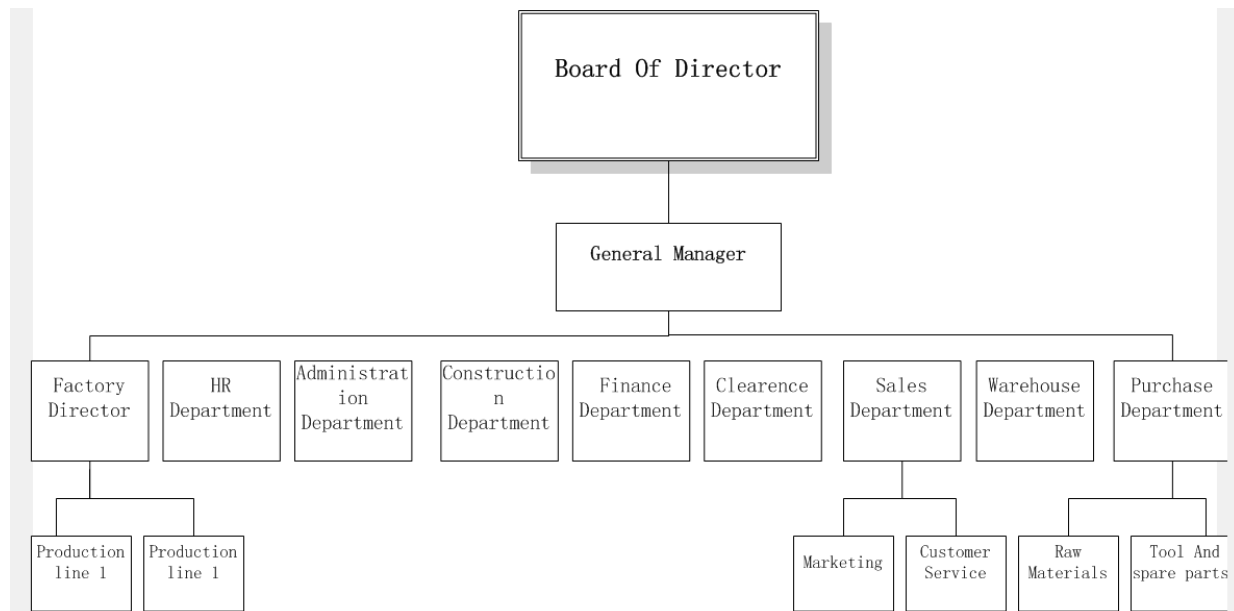 Board Of Director
General Manager
Factory
Director
HR
Department
Administrat
ion
Department
Constructio
n
Department
Finance
Department
Clearence
Department
Sales
Department
Warehouse
Department
Purchase
Department
Production
line 1
Production
line 1
Marketing
Customer
Service
Raw
Materials
Tool And
spare parts